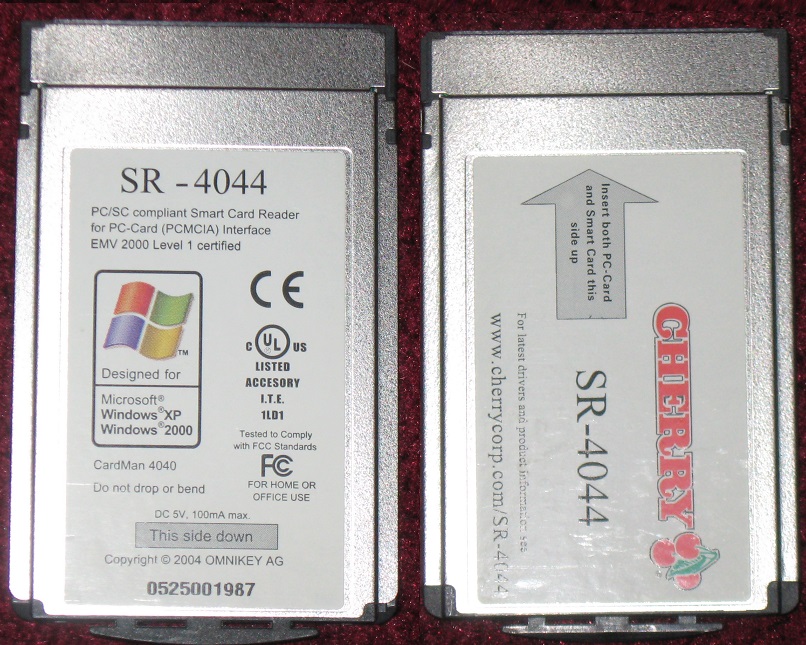 SR - 4044
PC/SC compliant Smart Card Reader
for PC-Card (PCMCIA) Interface
EMV 2000 Level 1 certified
TM
Designed for
Microsoft®
Windows®XP
Windows®2000
CardMan 4040
Do not drop or bend
CE
C UL US
LISTED
ACCESORY
I.T.E.
1LD1
Tested to Comply
with FCC Standards
FC
FOR HOME OR
OFFICE USE
DC 5V, 100mA max.
This side down
Copyright © 2004 OMNIKEY AG
0525001987
Insert both PC-Card
and Smart Card this
side up
CHERRY
SR-4044
For latest drivers and product information see
www.cherrycorp.com/SR-4044